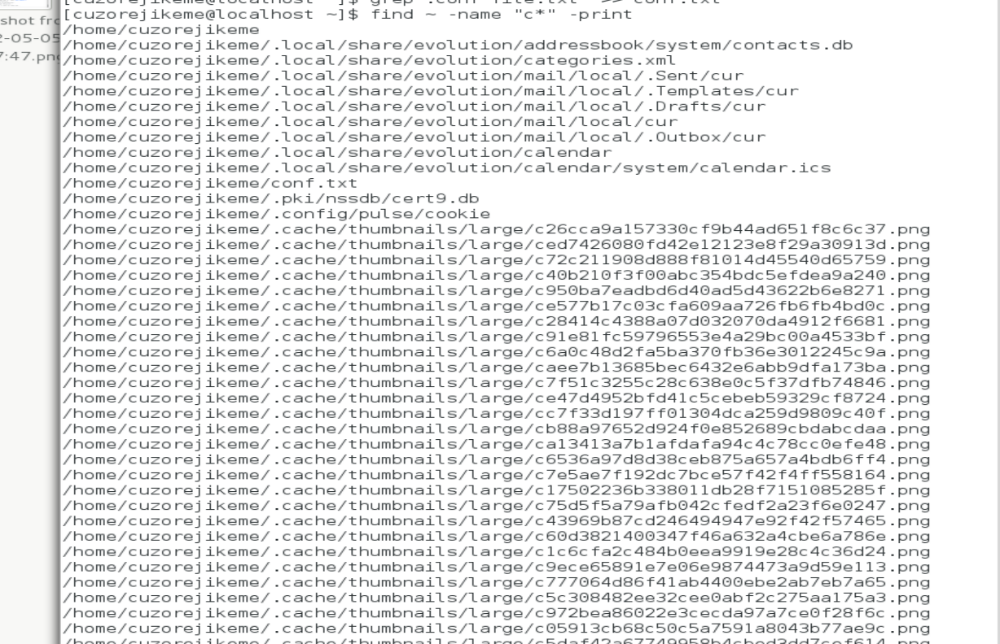 shot fro
2-05-05
7:47.png
[cuzorejikeme@localhost ~]$ grep .conf file.txt >> conf.txt
[cuzorejikeme@localhost ~]$ find ~ -name "c*" -print
/home/cuzorejikeme
/home/cuzorejikeme/.local/share/evolution/addressbook/system/contacts.db
/home/cuzorejikeme/.local/share/evolution/categories.xml
/home/cuzorejikeme/.local/share/evolution/mail/local/.Sent/cur
/home/cuzorejikeme/.local/share/evolution/mail/local/.Templates/cur
/home/cuzorejikeme/.local/share/evolution/mail/local/.Drafts/cur
/home/cuzorejikeme/.local/share/evolution/mail/local/cur
/home/cuzorejikeme/.local/share/evolution/mail/local/.Outbox/cur
/home/cuzorejikeme/.local/share/evolution/calendar
/home/cuzorejikeme/.local/share/evolution/calendar/system/calendar.ics
/home/cuzorejikeme/conf.txt
/home/cuzorejikeme/.pki/nssdb/cert9.db
/home/cuzorejikeme/.config/pulse/cookie
/home/cuzorejikeme/.cache/thumbnails/large/c26cca9a157330cf9b44ad651f8c6c37.png
/home/cuzorejikeme/.cache/thumbnails/large/ced7426080fd42e12123e8f29a30913d.png
/home/cuzorejikeme/.cache/thumbnails/large/c72c211908d888f81014d45540d65759.png
/home/cuzorejikeme/.cache/thumbnails/large/c40b210f3f00abc354bdc5efdea9a240.png
/home/cuzorejikeme/.cache/thumbnails/large/c950ba7eadbd6d40ad5d43622b6e8271.png
/home/cuzorejikeme/.cache/thumbnails/large/ce577b17c03cfa609aa726fb6fb4bd0c.png
/home/cuzorejikeme/.cache/thumbnails/large/c28414c4388a07d032070da4912f6681.png
/home/cuzorejikeme/.cache/thumbnails/large/c91e81fc59796553e4a29bc00a4533bf.png
/home/cuzorejikeme/.cache/thumbnails/large/c6a0c48d2fa5ba370fb36e3012245c9a.png
/home/cuzorejikeme/.cache/thumbnails/large/caee7b13685bec6432e6abb9dfa173ba.png
/home/cuzorejikeme/.cache/thumbnails/large/c7f51c3255c28c638e0c5f37dfb74846.png
/home/cuzorejikeme/.cache/thumbnails/large/ce47d4952bfd41c5cebeb59329cf8724.png
/home/cuzorejikeme/.cache/thumbnails/large/cc7f33d197ff01304dca259d9809c40f.png
/home/cuzorejikeme/.cache/thumbnails/large/cb88a97652d924f0e852689cbdabcdaa.png
/home/cuzorejikeme/.cache/thumbnails/large/ca13413a7b1afdafa94c4c78cc0efe48.png
/home/cuzorejikeme/.cache/thumbnails/large/c6536a97d8d38ceb875a657a4bdb6ff4.png
/home/cuzorejikeme/.cache/thumbnails/large/c7e5ae7f192dc7bce57f42f4ff558164.png
/home/cuzorejikeme/.cache/thumbnails/large/c17502236b338011db28f7151085285f.png
/home/cuzorejikeme/.cache/thumbnails/large/c75d5f5a79afb042cfedf2a23f6e0247.png
/home/cuzorejikeme/.cache/thumbnails/large/c43969b87cd246494947e92f42f57465.png
/home/cuzorejikeme/.cache/thumbnails/large/c60d3821400347f46a632a4cbe6a786e.png
/home/cuzorejikeme/.cache/thumbnails/large/c1c6cfa2c484b0eea9919e28c4c36d24.png
/home/cuzorejikeme/.cache/thumbnails/large/c9ece65891e7e06e9874473a9d59e113.png
/home/cuzorejikeme/.cache/thumbnails/large/c777064d86f41ab4400ebe2ab7eb7a65.png
/home/cuzorejikeme/.cache/thumbnails/large/c5c308482ee32cee0abf2c275aa175a3.png
/home/cuzorejikeme/.cache/thumbnails/large/c972bea86022e3cecda97a7ce0f28f6c.png
/home/cuzorejikeme/.cache/thumbnails/large/c05913cb68c50c5a7591a8043b77ae9c.png